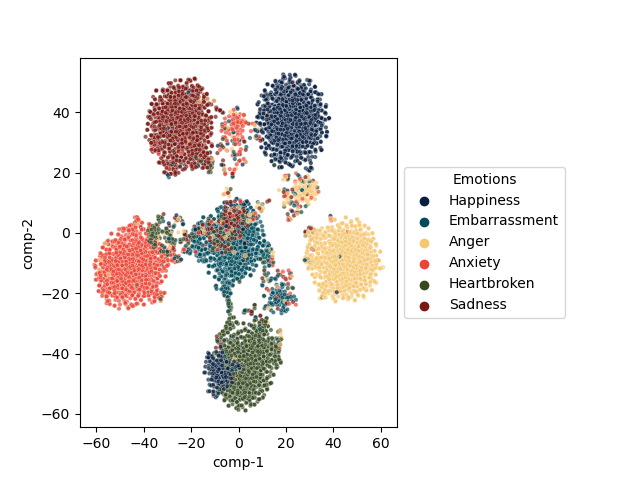 40
20
0
−20
−40
−60
comp-2
−60 −40 −20 0 20 40 60
comp-1
Emotions
Happiness
Embarrassment
Anger
Anxiety
Heartbroken
Sadness